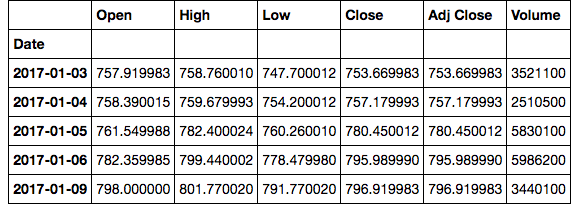 Open High Low Close Adj Close Volume
Date
2017-01-03 757.919983 758.760010 747.700012 753.669983 753.669983 3521100
2017-01-04 758.390015 759.679993 754.200012 757.179993 757.179993 2510500
2017-01-05 761.549988 782.400024 760.260010 780.450012 780.450012 5830100
2017-01-06 782.359985 799.440002 778.479980 795.989990 795.989990 5986200
2017-01-09 798.000000 801.770020 791.770020 796.919983 796.919983 3440100